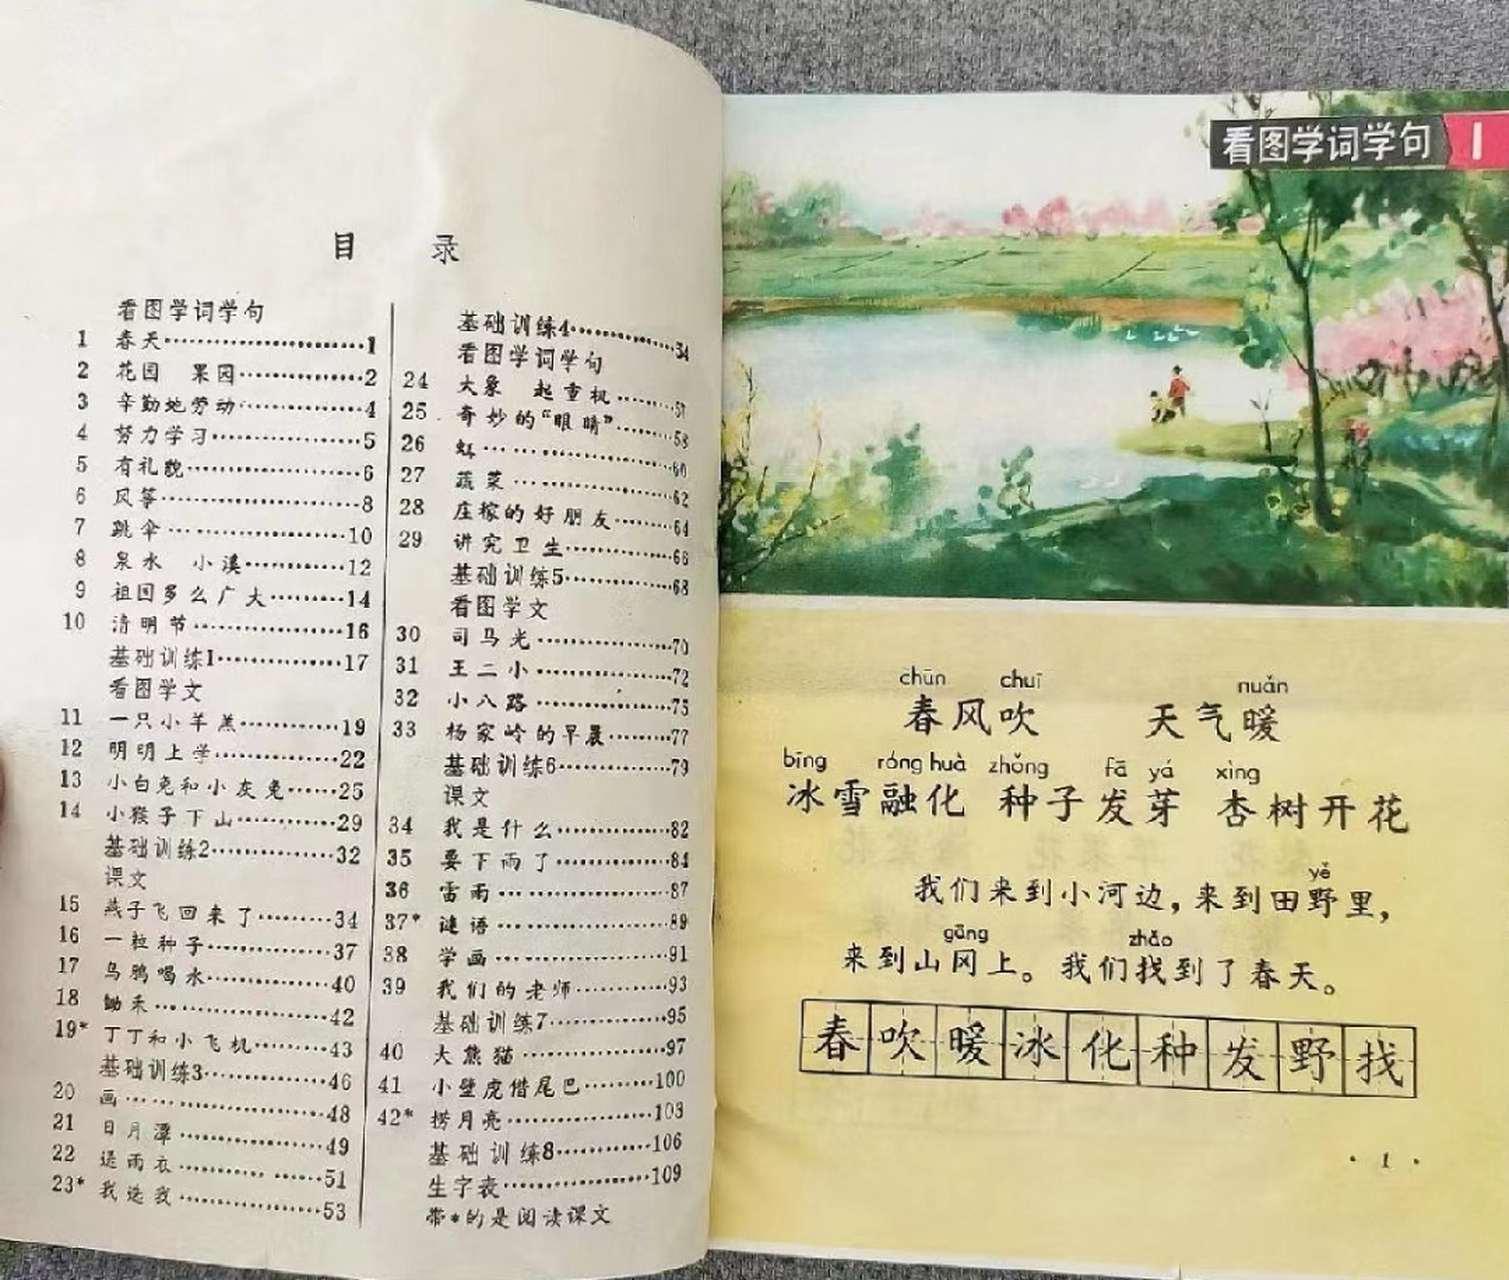 目 录
看图学词学句
1 春天……1
2 花园 果园……2
3 辛勤地劳动……4
4 努力学习……5
5 有礼貌……6
6 风筝……8
7 跳伞……10
8 泉水 小溪……12
9 祖国多么广大……14
10 清明节……16
基础训练1……17
看图学文
11 一只小羊羔……19
12 明明上学……22
13 小白兔和小灰兔……25
14 小猴子下山……29
基础训练2……32
课文
15 燕子飞回来了……34
16 一粒种子……37
17 乌鸦喝水……40
18 锄禾……42
19* 丁丁和小飞机……43
基础训练3……46
20 画……48
21 日月潭……49
22 送雨衣……51
23* 我选我……53
基础训练4……54
看图学词学句
24 大象 起重机……57
25 奇妙的“眼睛”……58
26 虹……60
27 蔬菜……62
28 庄稼的好朋友……64
29 讲究卫生……66
基础训练5……68
看图学文
30 司马光……70
31 王二小……72
32 小八路……75
33 杨家岭的早晨……77
基础训练6……79
课文
34 我是什么……82
35 要下雨了……84
36 雷雨……87
37* 谜语……89
38 学画……91
39 我们的老师……93
基础训练7……95
40 大熊猫……97
41 小壁虎借尾巴……100
42* 捞月亮……103
基础训练8……106
生字表……109
带*的是阅读课文
看图学词学句 1
chūn chuī nuǎn
春风吹 天气暖
bīng róng huà zhǒng fā yá xìng
冰雪融化 种子发芽 杏树开花
yě
我们来到小河边，来到田野里，
gāng zhǎo
来到山冈上。我们找到了春天。
春吹暖冰化种发野找
·1·